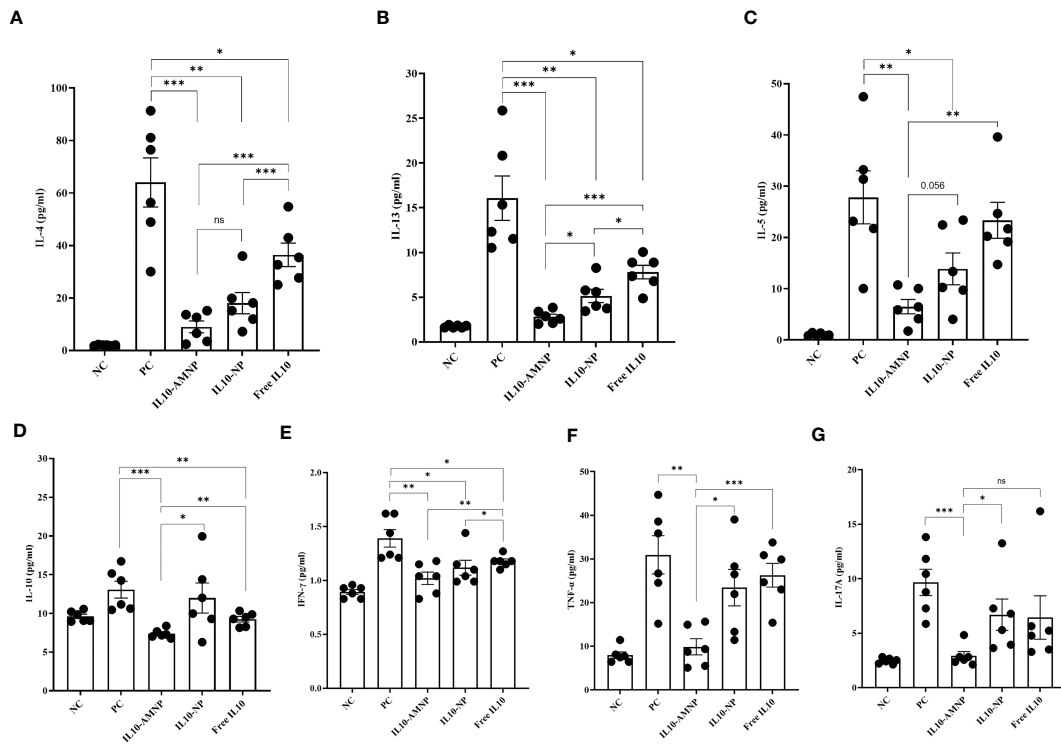 A
IL-4 (pg/ml)
100
80
60
40
20
0
*
**
***
***
***
ns
NC
PC
IL10-AMNP
IL10-NP
Free IL10
B
IL-13 (pg/ml)
30
25
20
15
10
5
0
*
**
***
***
*
*
NC
PC
IL10-AMNP
IL10-NP
Free IL10
C
IL-5 (pg/ml)
50
40
30
20
10
0
*
**
**
0.056
NC
PC
IL10-AMNP
IL10-NP
Free IL10
D
IL-10 (pg/ml)
30
25
20
15
10
5
0
**
***
**
*
NC
PC
IL10-AMNP
IL10-NP
Free IL10
E
IFN-γ (pg/ml)
2.0
1.5
1.0
0.5
0.0
*
*
**
**
*
NC
PC
IL10-AMNP
IL10-NP
Free IL10
F
TNF-α (pg/ml)
50
40
30
20
10
0
**
***
*
NC
PC
IL10-AMNP
IL10-NP
Free IL10
G
IL-17A (pg/ml)
20
15
10
5
0
ns
*
***
NC
PC
IL10-AMNP
IL10-NP
Free IL10